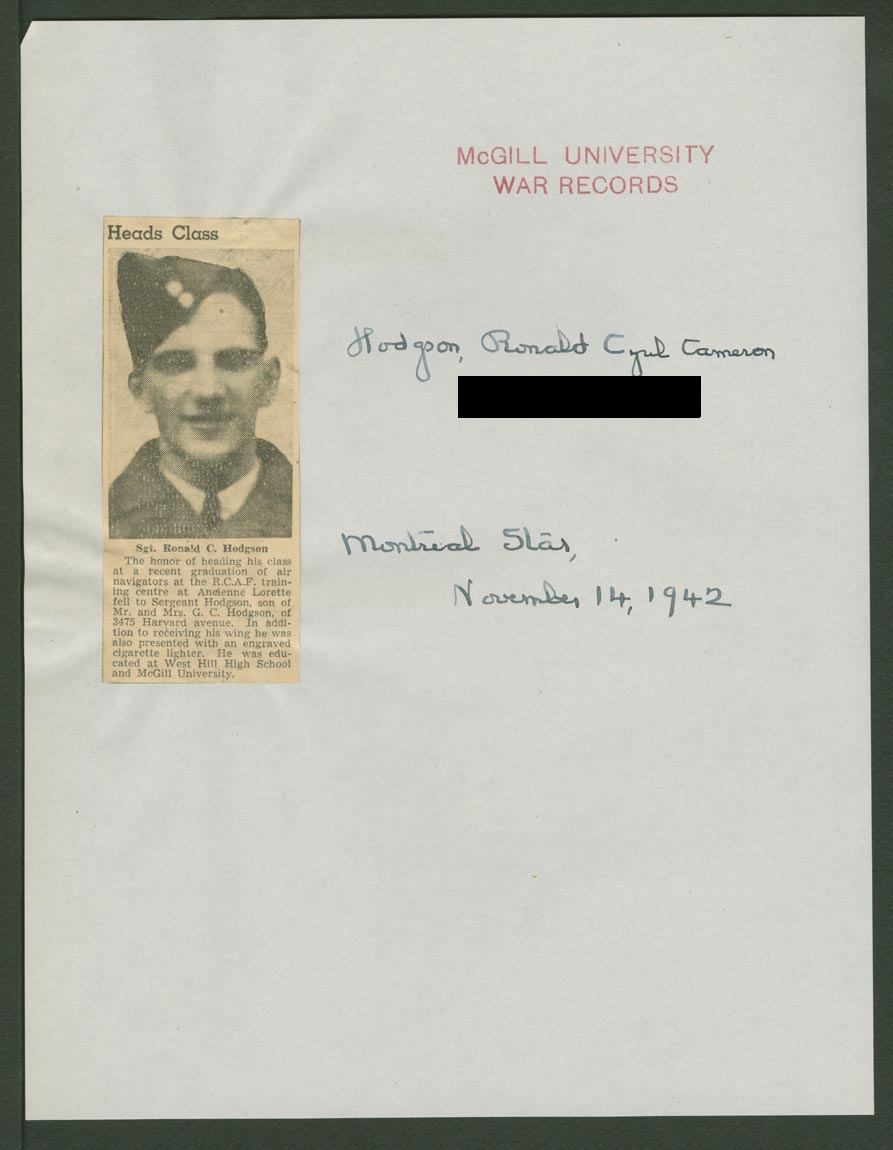 McGILL UNIVERSITY
WAR RECORDS
Heads Class
Hodgson, Ronald Cyril Cameron
Montreal Star,
November 14, 1942
Sgt. Ronald C. Hodgson
The honor of heading his class
at a recent graduation of air
navigators at the R.C.A.F. train-
ing centre at Ancienne Lorette
fell to Sergeant Hodgson, son of
Mr. and Mrs. G. C. Hodgson, of
3475 Harvard avenue. In addi-
tion to receiving his wing he was
also presented with an engraved
cigarette lighter. He was edu-
cated at West Hill High School
and McGill University.